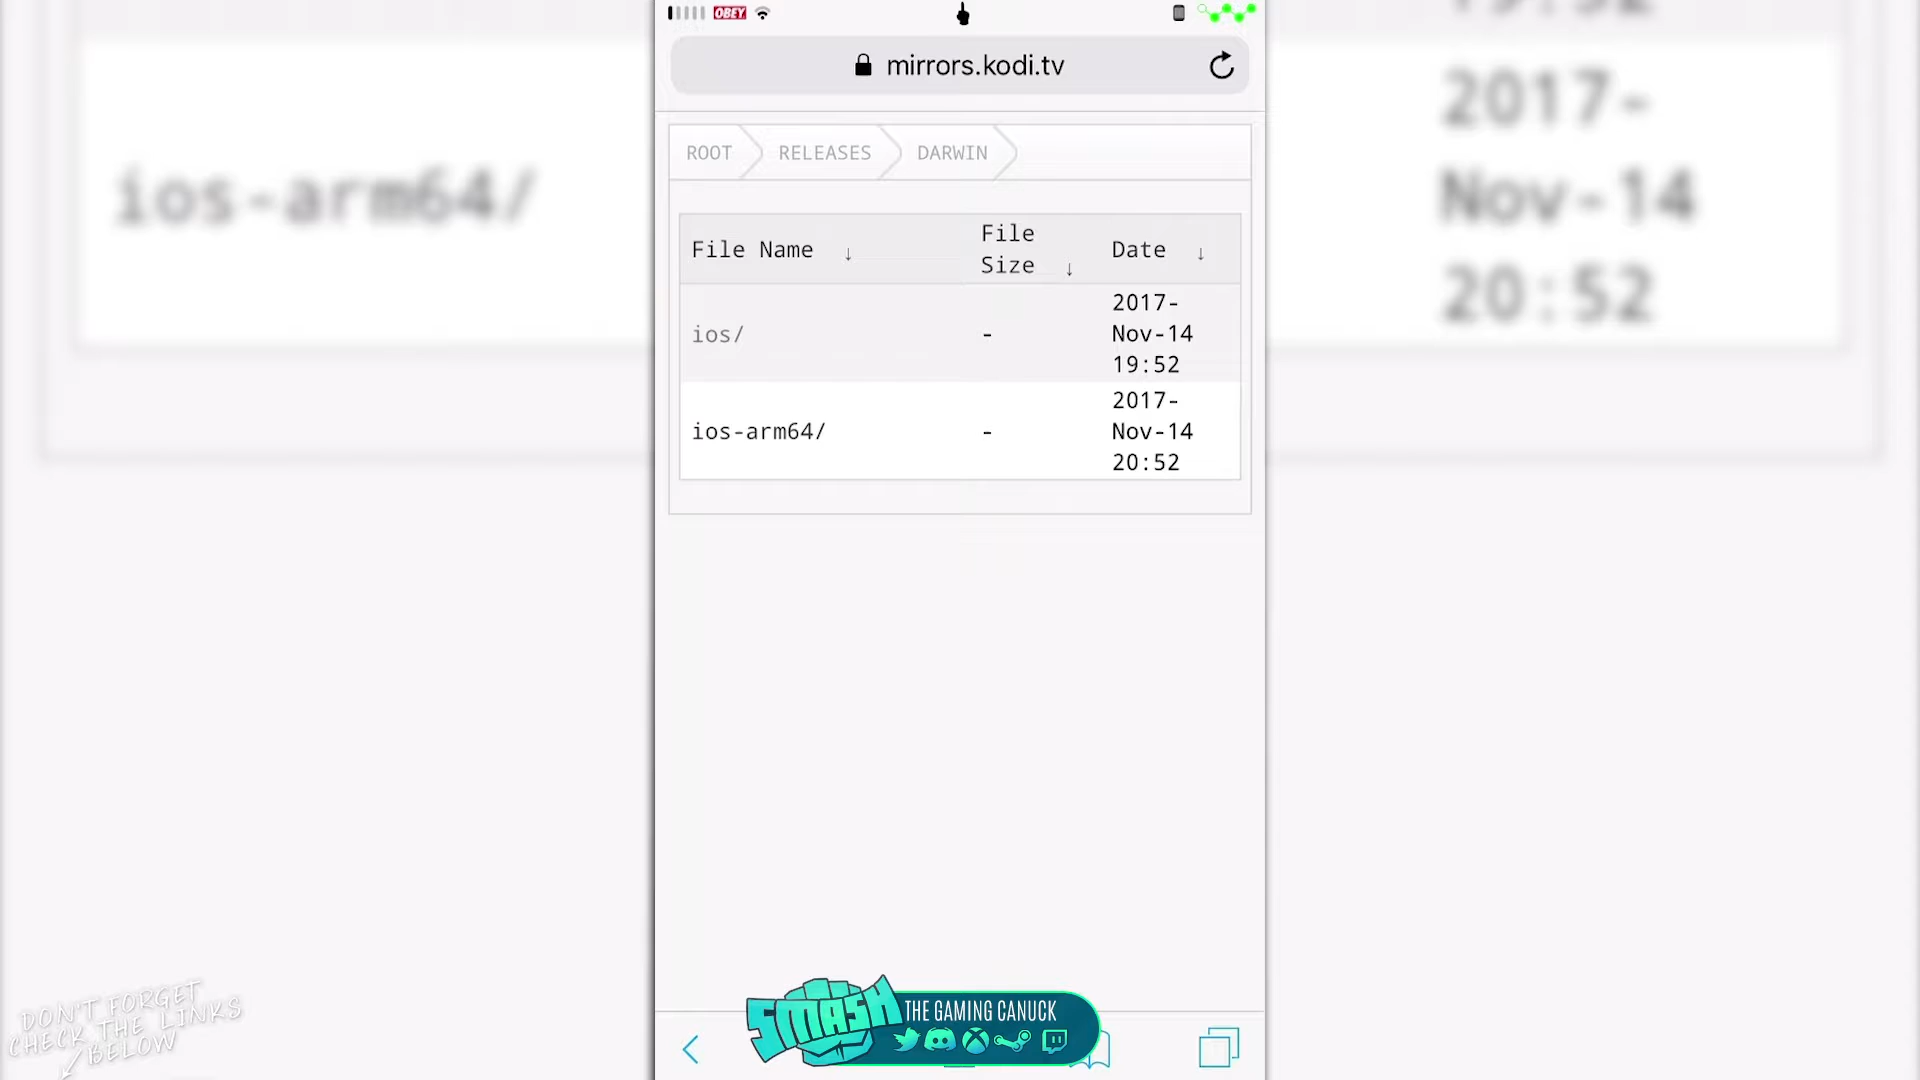 OBEY
mirrors.kodi.tv
ROOT
RELEASES
DARWIN
File Name ↓
File Size ↓
Date ↓
ios/
-
2017-
Nov-14
19:52
ios-arm64/
-
2017-
Nov-14
20:52
19:52
ios-arm64/
2017-
Nov-14
20:52
SMASH
THE GAMING CANUCK
DON'T FORGET
CHECK THE LINKS
BELOW